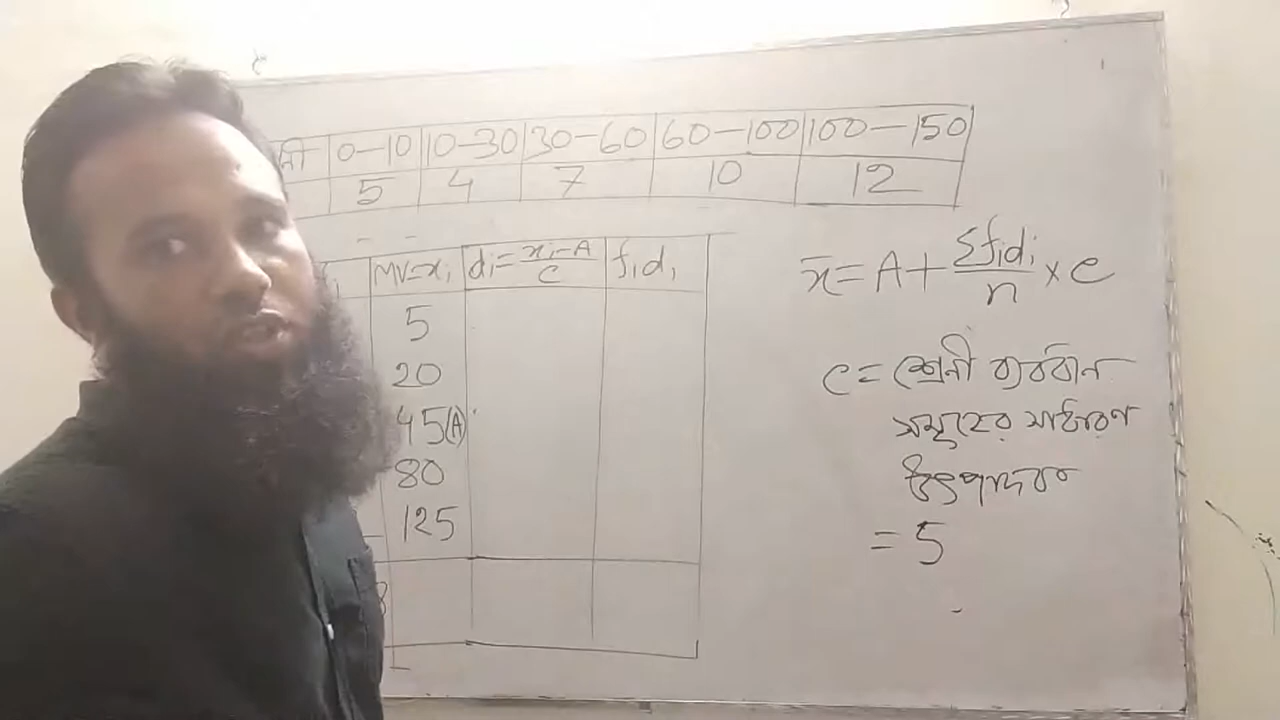 0-10 10-30 30-60 60-100 100-150
5 4 7 10 12
MV=xᵢ dᵢ=(xᵢ-A)/c fᵢdᵢ
5
20
45(A)
80
125
x̄=A+(Σfᵢdᵢ)/n×c
c= শ্রেনী ব্যবধান
সমূহের সাধারণ
উৎপাদক
= 5